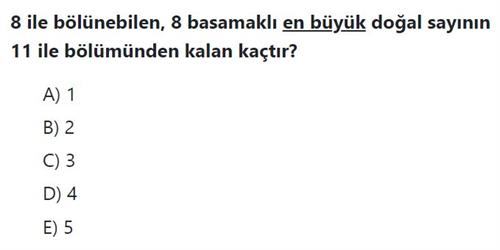 8 ile bölünebilen, 8 basamaklı en büyük doğal sayının
11 ile bölümünden kalan kaçtır?
A) 1
B) 2
C) 3
D) 4
E) 5